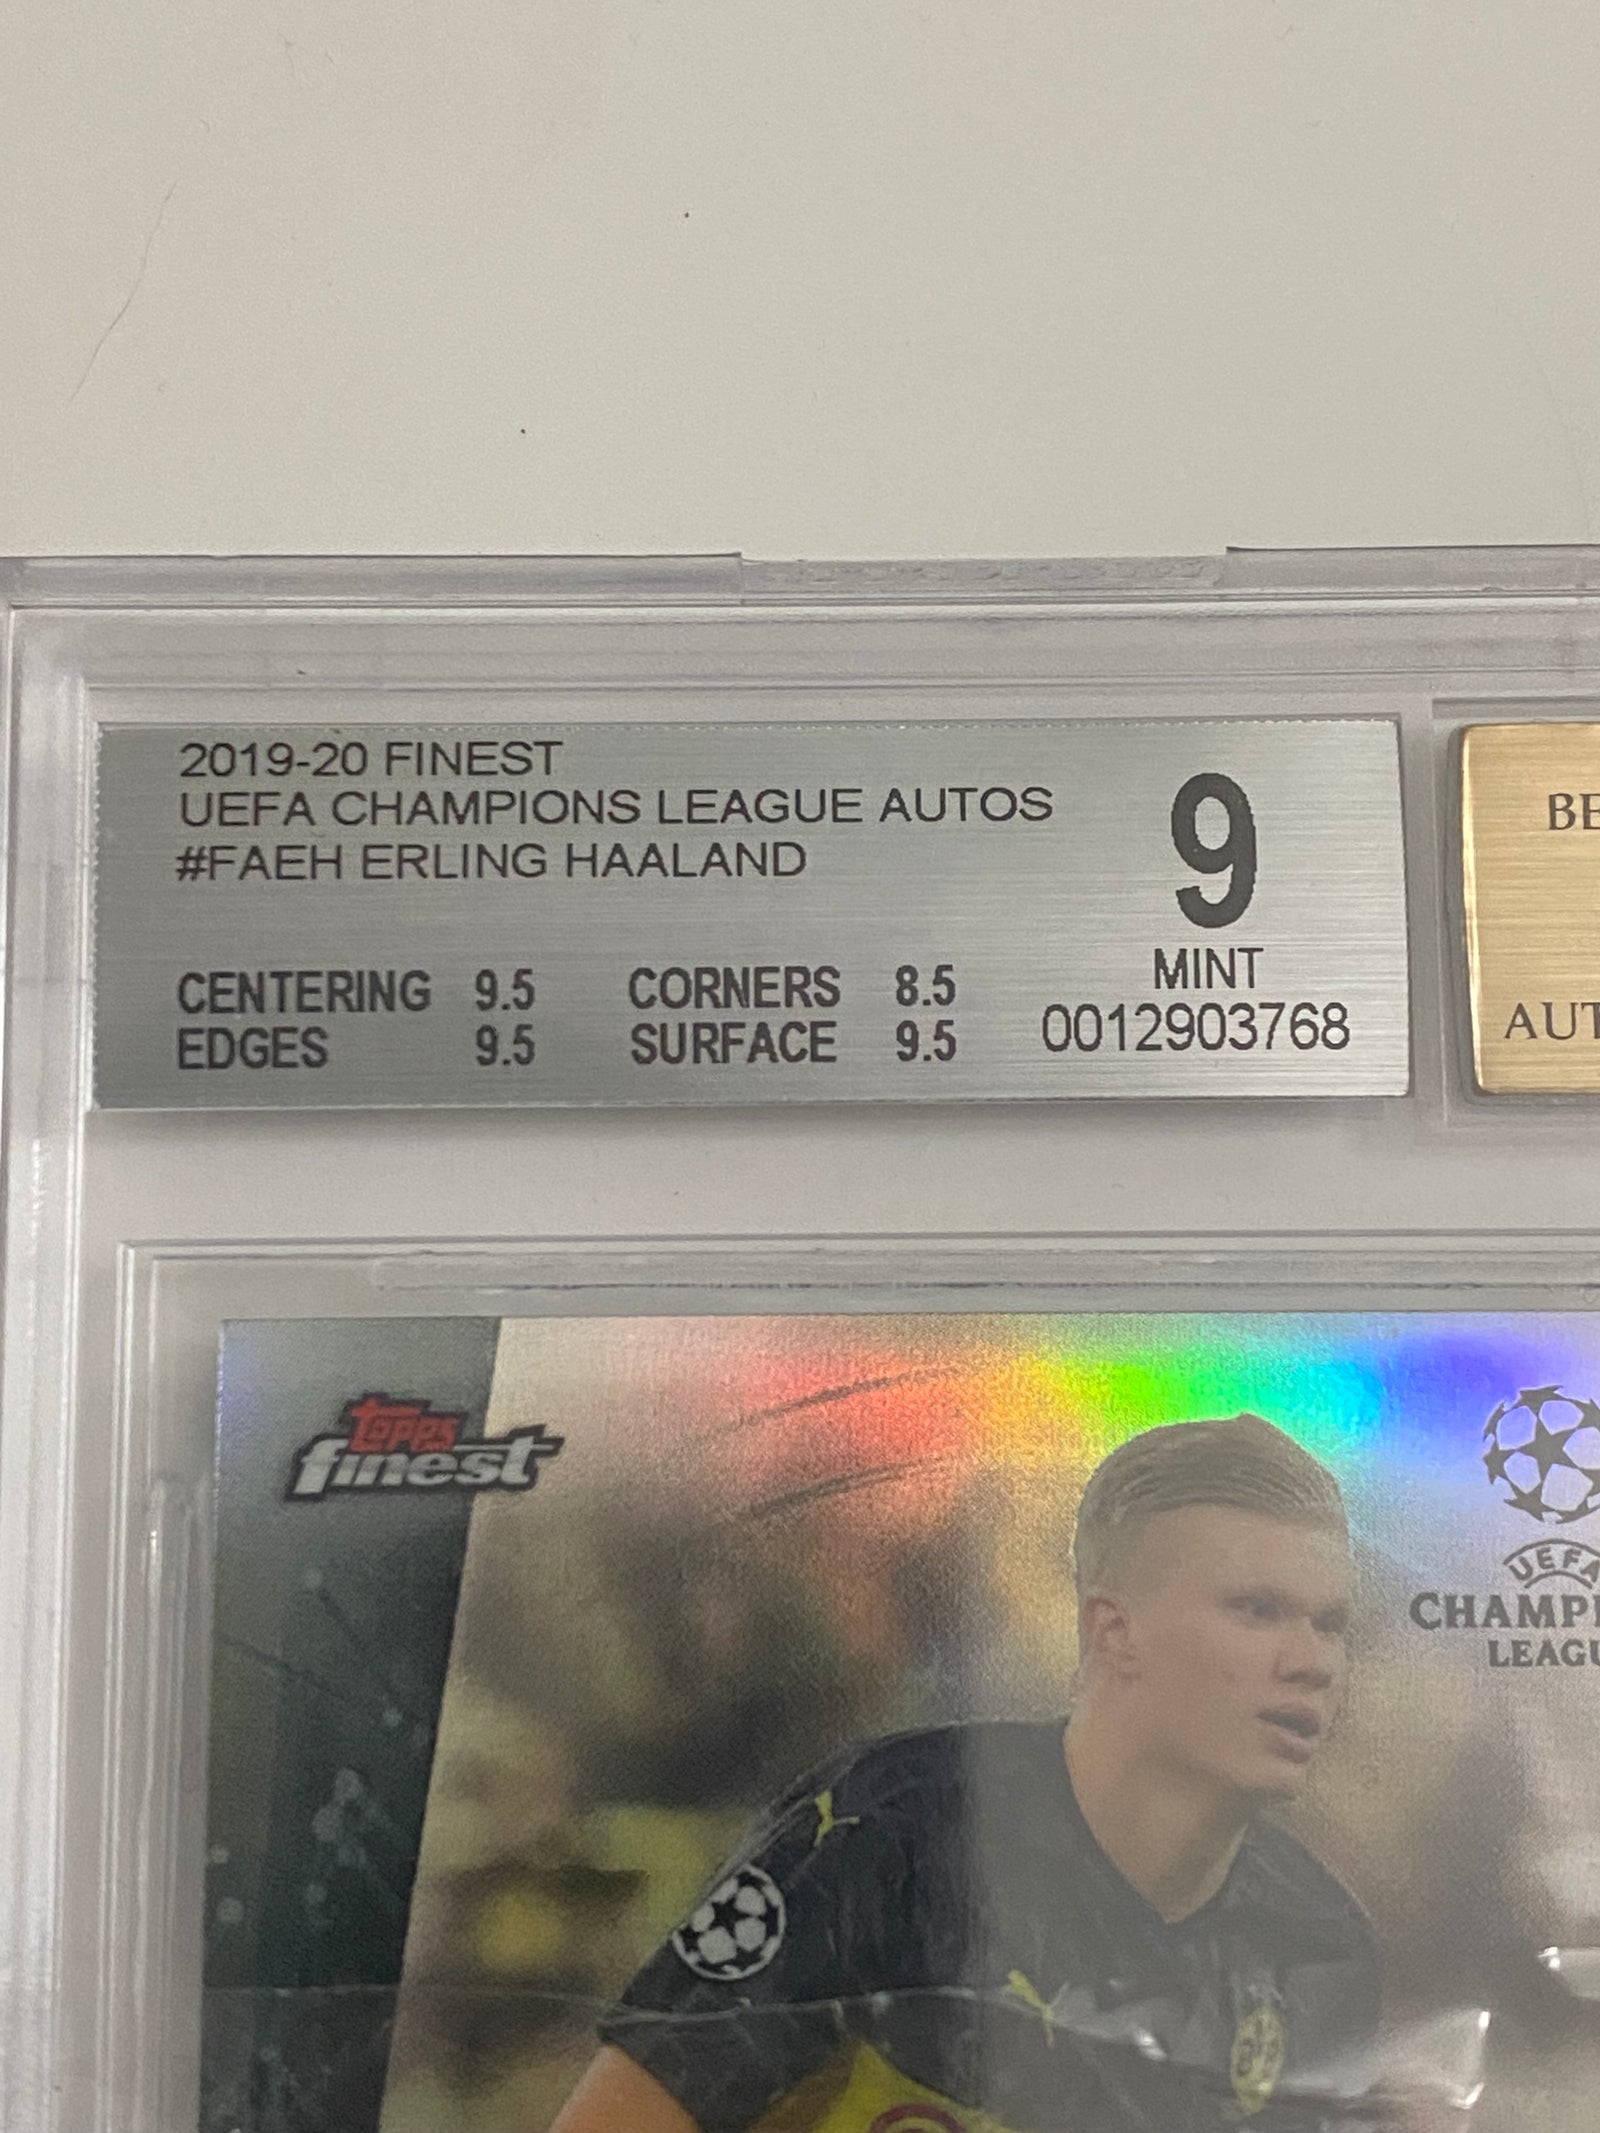 2019-20 FINEST
UEFA CHAMPIONS LEAGUE AUTOS
#FAEH ERLING HAALAND
9
MINT
0012903768
CENTERING 9.5 CORNERS 8.5
EDGES 9.5 SURFACE 9.5
BE
AUT
topps
finest
UEFA
CHAMPI
LEAGU